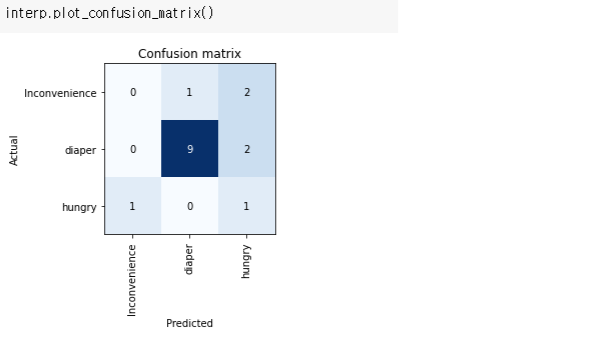 interp.plot_confusion_matrix()
Confusion matrix
Inconvenience 0 1 2
diaper 0 9 2
hungry 1 0 1
Actual
Inconvenience diaper hungry
Predicted